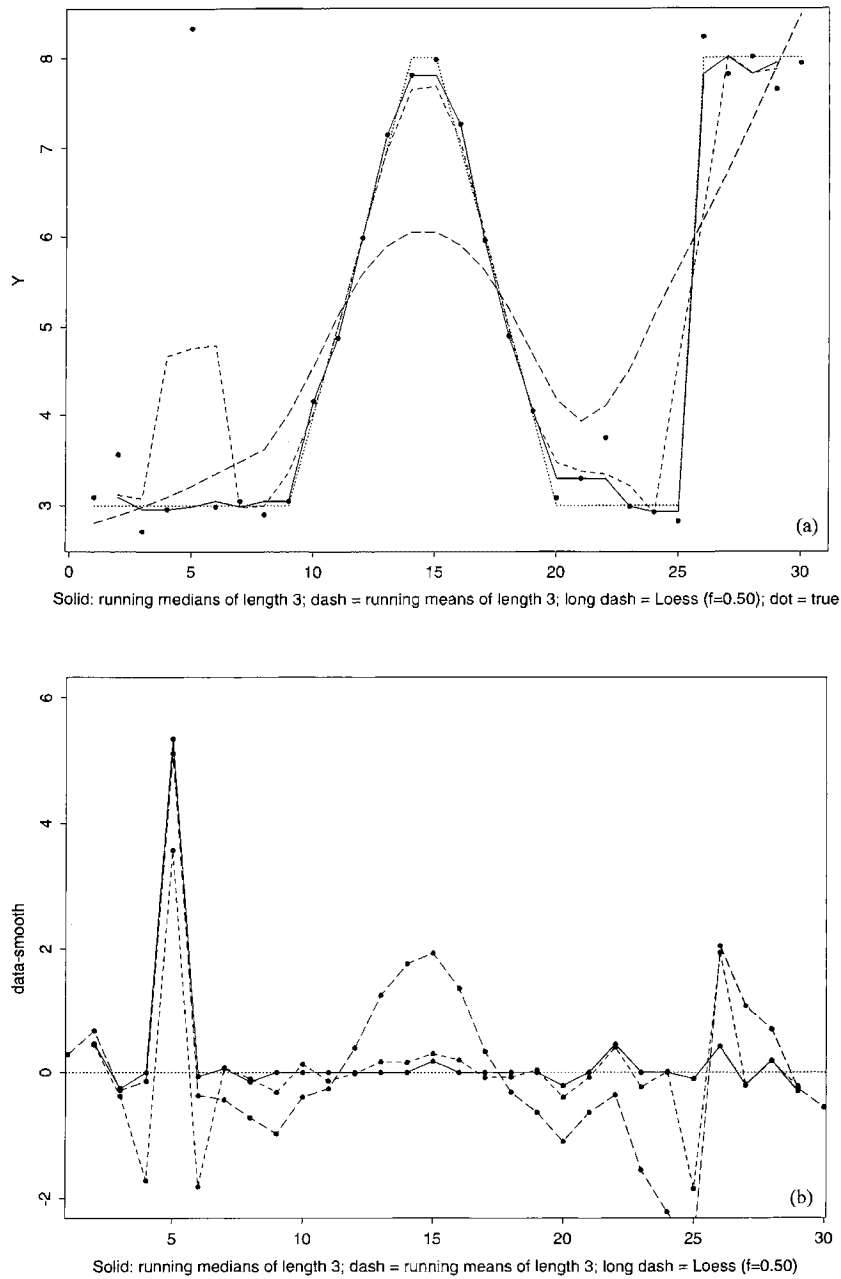 8
7
6
5
4
3
Y
(a)
0 5 10 15 20 25 30
Solid: running medians of length 3; dash = running means of length 3; long dash = Loess (f=0.50); dot = true
6
4
2
0
-2
data-smooth
(b)
5 10 15 20 25 30
Solid: running medians of length 3; dash = running means of length 3; long dash = Loess (f=0.50)